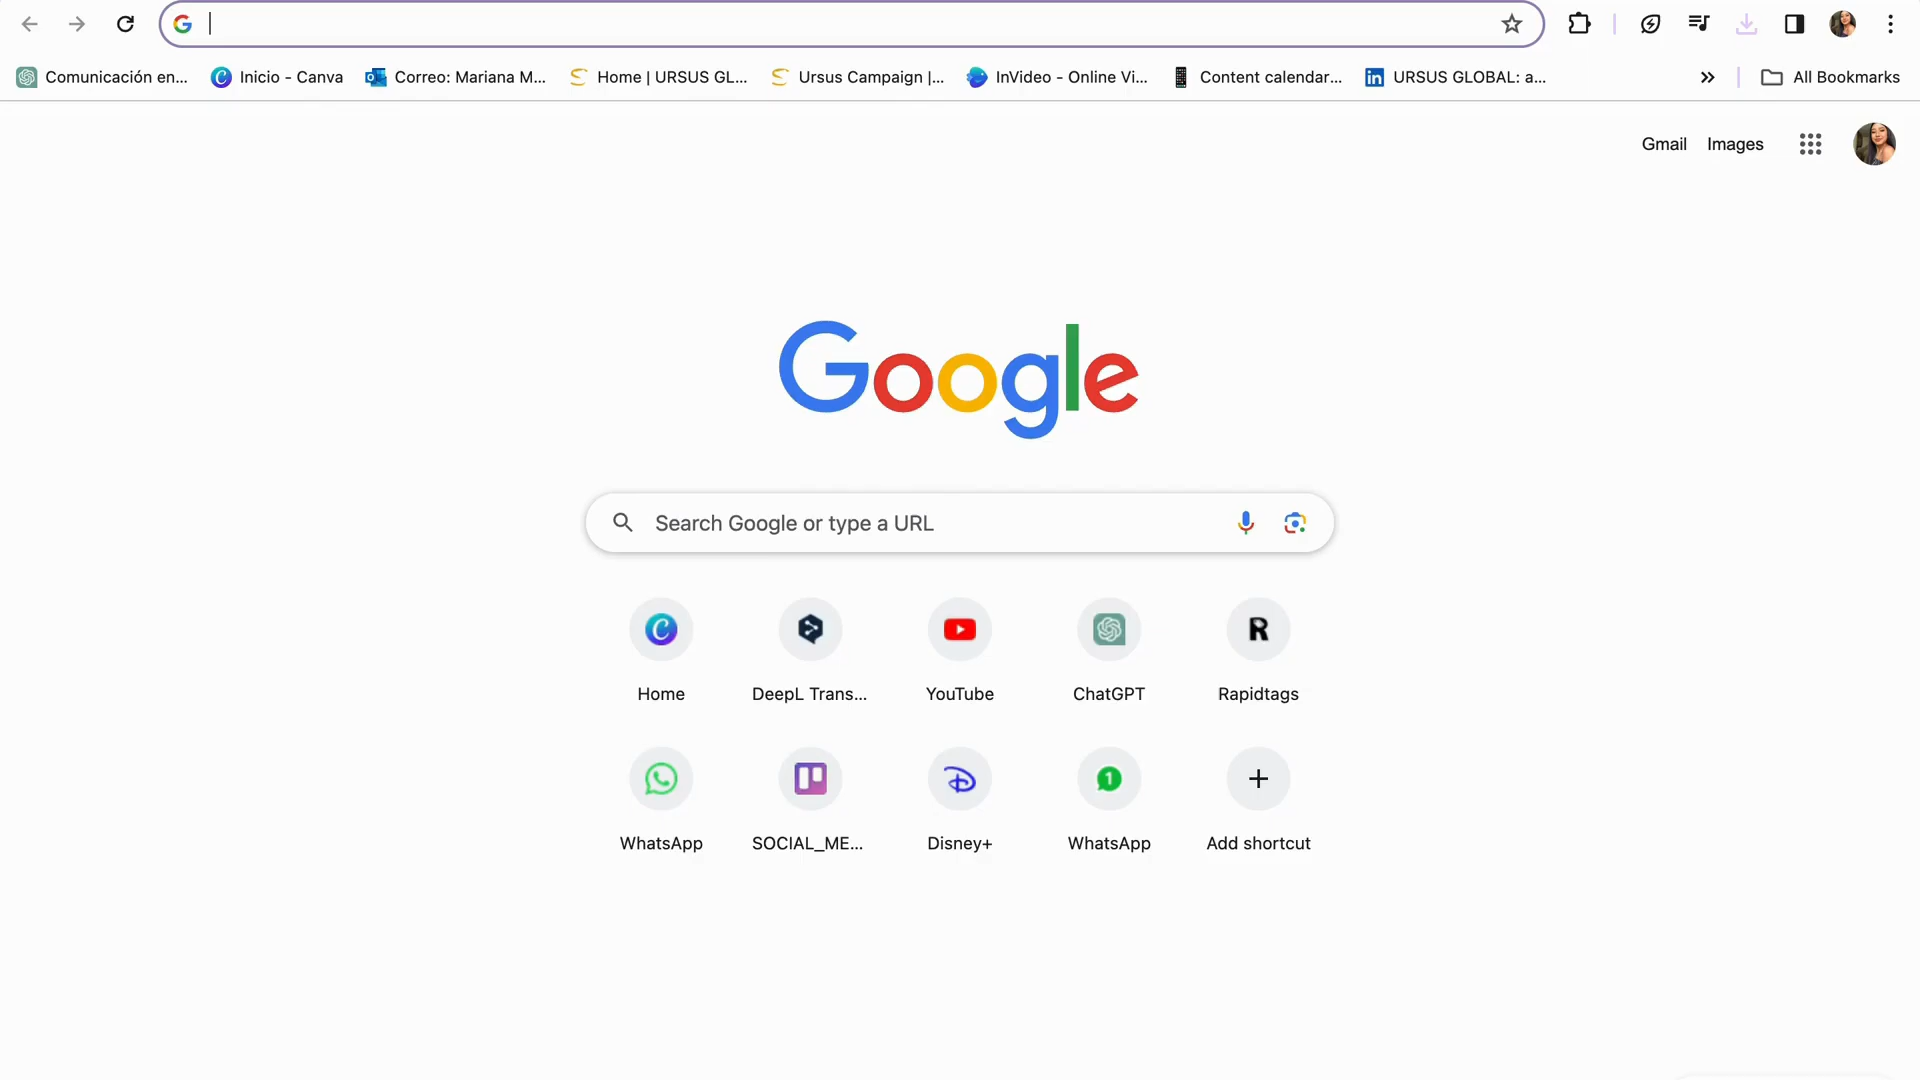 Comunicación en...
Inicio - Canva
Correo: Mariana M...
Home | URSUS GL...
Ursus Campaign |...
InVideo - Online Vi...
Content calendar...
URSUS GLOBAL: a...
All Bookmarks
Gmail
Images
Google
Search Google or type a URL
Home
DeepL Trans...
YouTube
ChatGPT
Rapidtags
WhatsApp
SOCIAL_ME...
Disney+
WhatsApp
Add shortcut